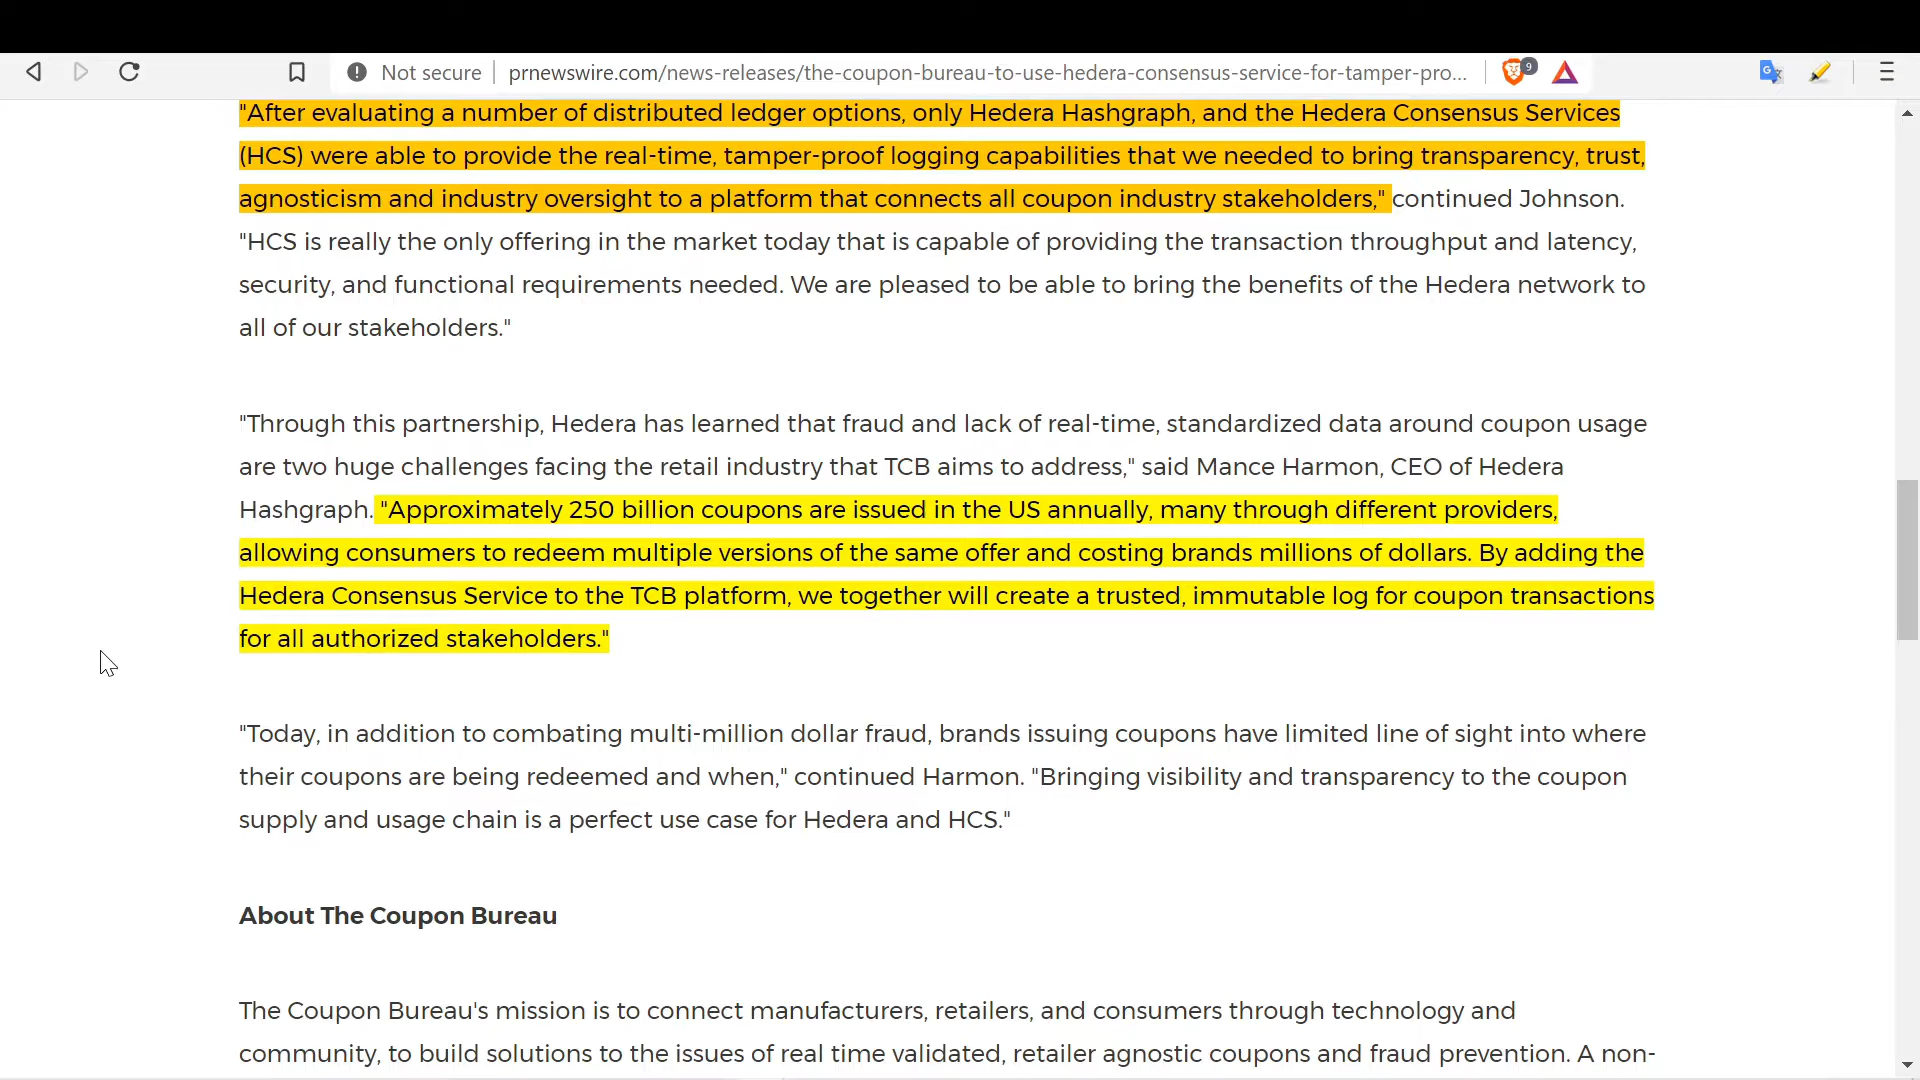 Not secure
prnewswire.com/news-releases/the-coupon-bureau-to-use-hedera-consensus-service-for-tamper-pro...
9
"After evaluating a number of distributed ledger options, only Hedera Hashgraph, and the Hedera Consensus Services
(HCS) were able to provide the real-time, tamper-proof logging capabilities that we needed to bring transparency, trust,
agnosticism and industry oversight to a platform that connects all coupon industry stakeholders," continued Johnson.
"HCS is really the only offering in the market today that is capable of providing the transaction throughput and latency,
security, and functional requirements needed. We are pleased to be able to bring the benefits of the Hedera network to
all of our stakeholders."
"Through this partnership, Hedera has learned that fraud and lack of real-time, standardized data around coupon usage
are two huge challenges facing the retail industry that TCB aims to address," said Mance Harmon, CEO of Hedera
Hashgraph. "Approximately 250 billion coupons are issued in the US annually, many through different providers,
allowing consumers to redeem multiple versions of the same offer and costing brands millions of dollars. By adding the
Hedera Consensus Service to the TCB platform, we together will create a trusted, immutable log for coupon transactions
for all authorized stakeholders."
"Today, in addition to combating multi-million dollar fraud, brands issuing coupons have limited line of sight into where
their coupons are being redeemed and when," continued Harmon. "Bringing visibility and transparency to the coupon
supply and usage chain is a perfect use case for Hedera and HCS."
About The Coupon Bureau
The Coupon Bureau's mission is to connect manufacturers, retailers, and consumers through technology and
community, to build solutions to the issues of real time validated, retailer agnostic coupons and fraud prevention. A non-